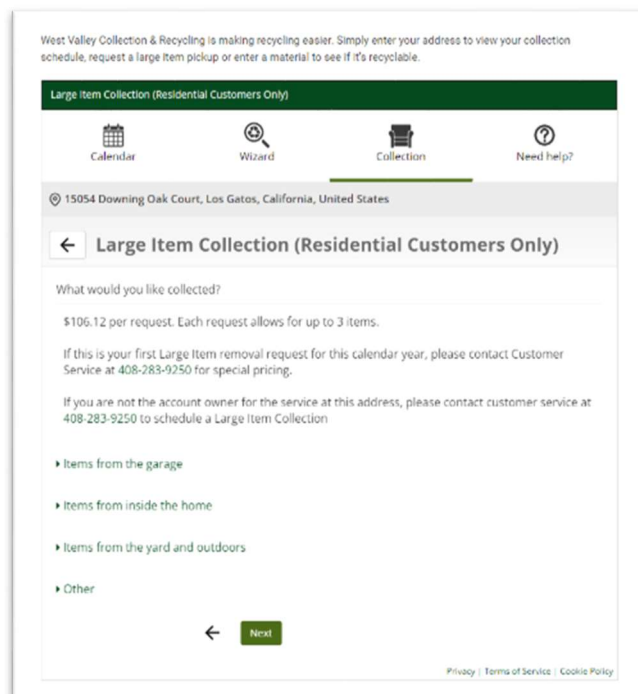 West Valley Collection & Recycling is making recycling easier. Simply enter your address to view your collection
schedule, request a large item pickup or enter a material to see if it's recyclable.
Large Item Collection (Residential Customers Only)
Calendar
Wizard
Collection
Need help?
15054 Downing Oak Court, Los Gatos, California, United States
Large Item Collection (Residential Customers Only)
What would you like collected?
$106.12 per request. Each request allows for up to 3 items.
If this is your first Large Item removal request for this calendar year, please contact Customer
Service at 408-283-9250 for special pricing.
If you are not the account owner for the service at this address, please contact customer service at
408-283-9250 to schedule a Large Item Collection
Items from the garage
Items from inside the home
Items from the yard and outdoors
Other
Next
Privacy | Terms of Service | Cookie Policy